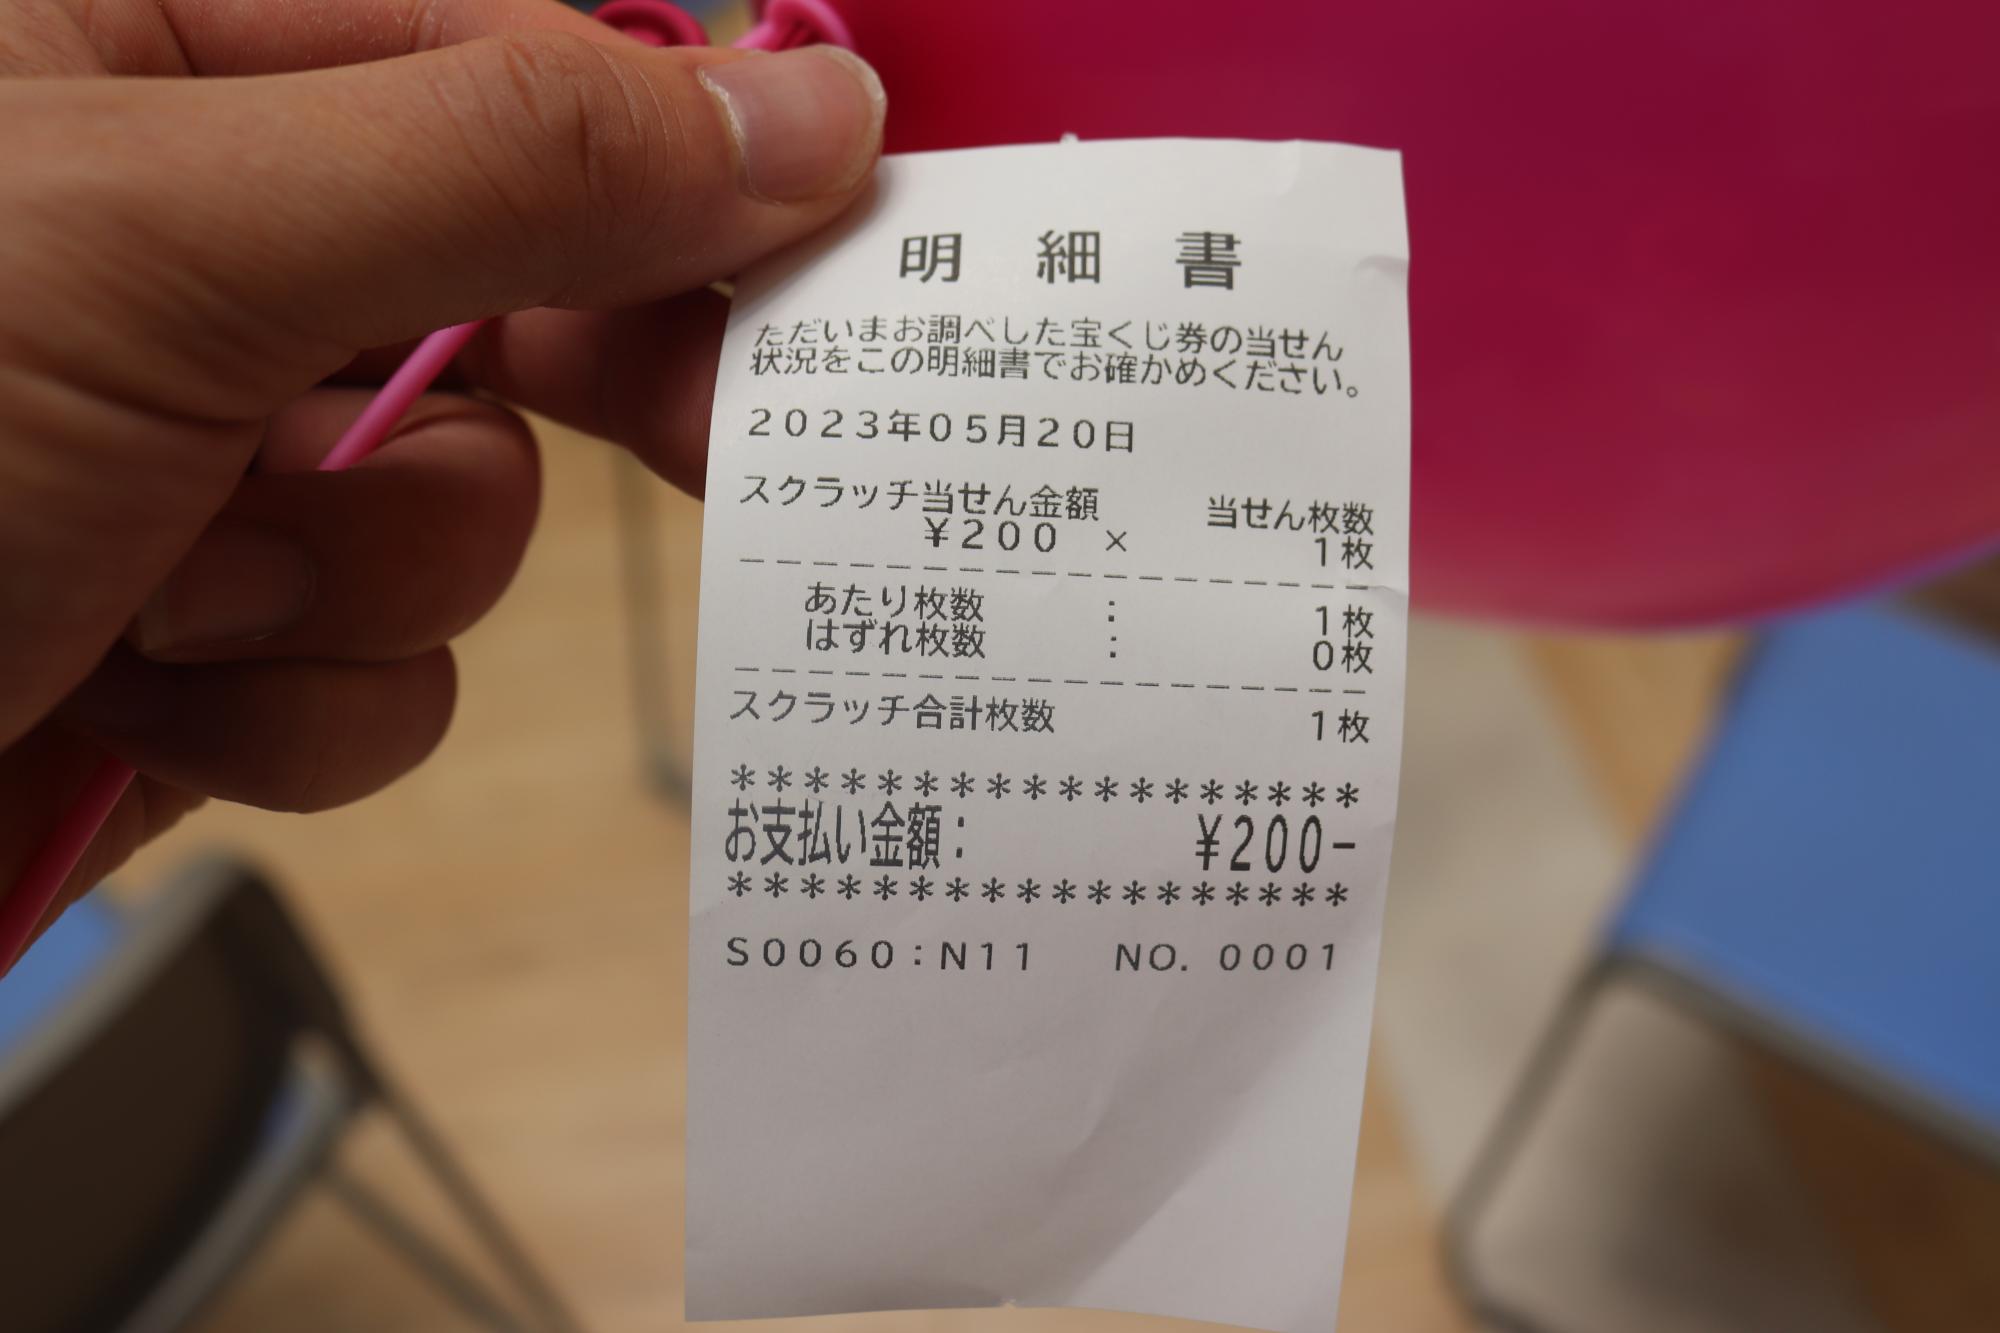 明細書
ただいまお調べした宝くじ券の当せん
状況をこの明細書でお確かめください。
2023年05月20日
スクラッチ当せん金額 当せん枚数
¥200 × 1枚
あたり枚数 : 1枚
はずれ枚数 : 0枚
スクラッチ合計枚数 1枚
******************
お支払い金額: ¥200-
******************
S0060:N11 NO. 0001